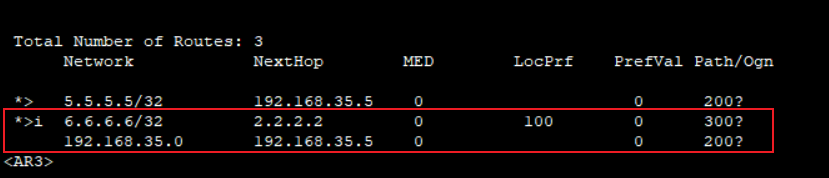 Total Number of Routes: 3
Network NextHop MED LocPrf PrefVal Path/Ogn
*> 5.5.5.5/32 192.168.35.5 0 0 200?
*>i 6.6.6.6/32 2.2.2.2 0 100 0 300?
192.168.35.0 192.168.35.5 0 0 200?
<AR3>